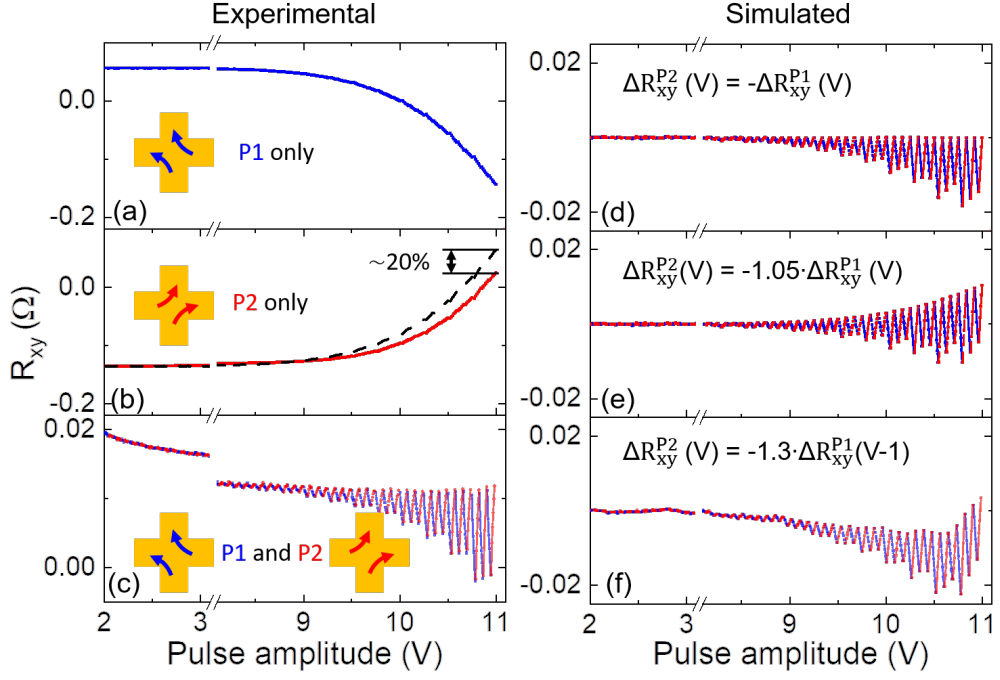 Experimental
Simulated
0.0
-0.2
P1 only
(a)
0.0
-0.2
~20%
P2 only
(b)
R_xy (Ω)
0.02
0.00
P1 and P2
(c)
2 3 9 10 11
Pulse amplitude (V)
0.02
-0.02
ΔR_xy^P2 (V) = -ΔR_xy^P1 (V)
(d)
0.02
-0.02
ΔR_xy^P2(V) = -1.05·ΔR_xy^P1 (V)
(e)
0.02
-0.02
ΔR_xy^P2 (V) = -1.3·ΔR_xy^P1(V-1)
(f)
2 3 9 10 11
Pulse amplitude (V)